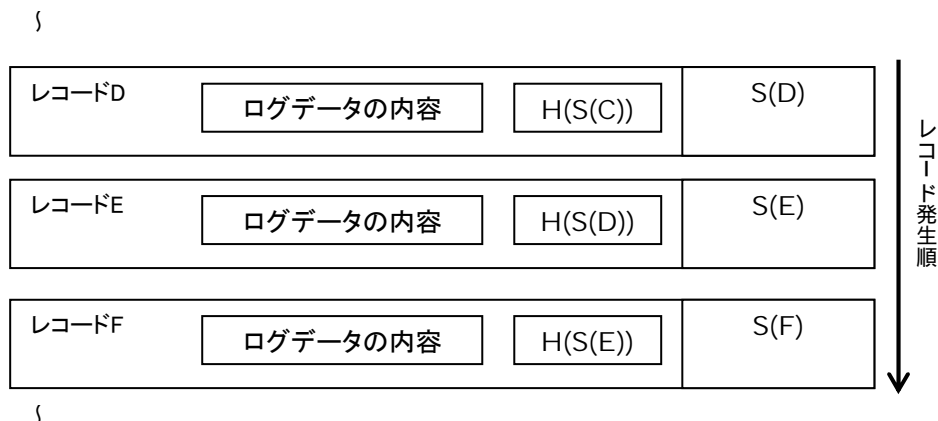 〜
レコードD
ログデータの内容
H(S(C))
S(D)
レコードE
ログデータの内容
H(S(D))
S(E)
レコードF
ログデータの内容
H(S(E))
S(F)
〜
レコード発生順